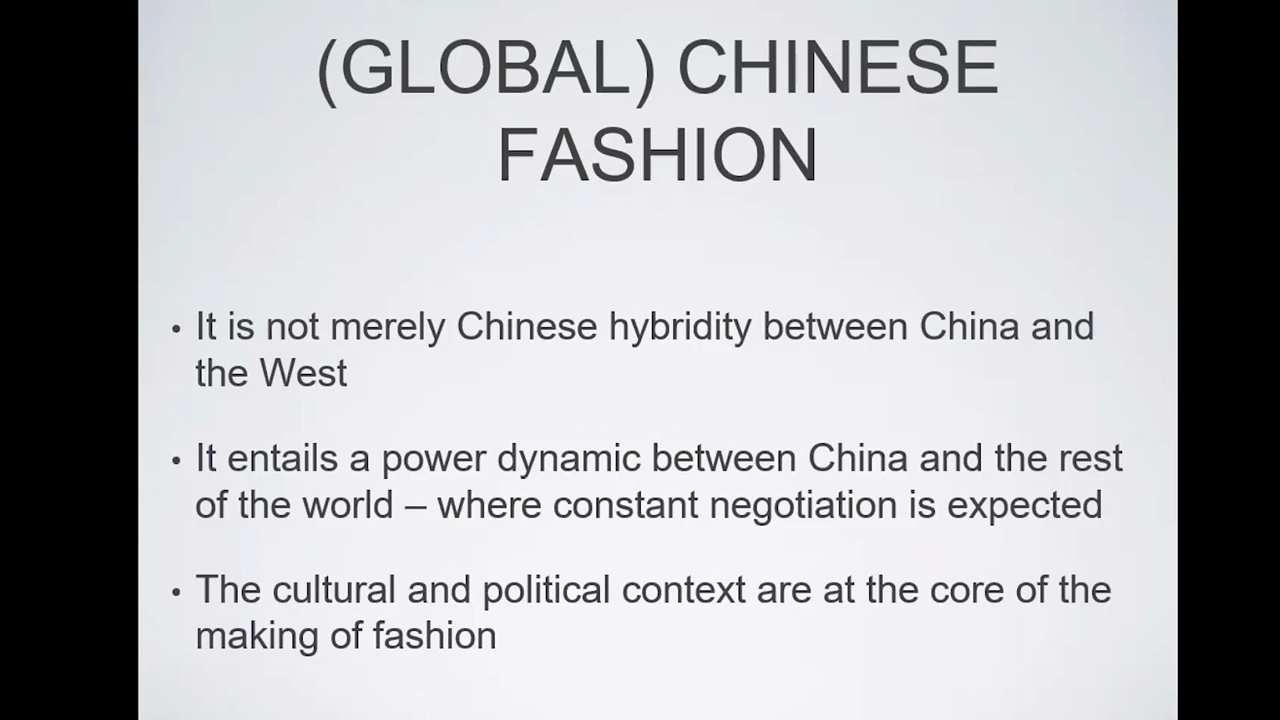 (GLOBAL) CHINESE
FASHION
• It is not merely Chinese hybridity between China and
the West
• It entails a power dynamic between China and the rest
of the world – where constant negotiation is expected
• The cultural and political context are at the core of the
making of fashion